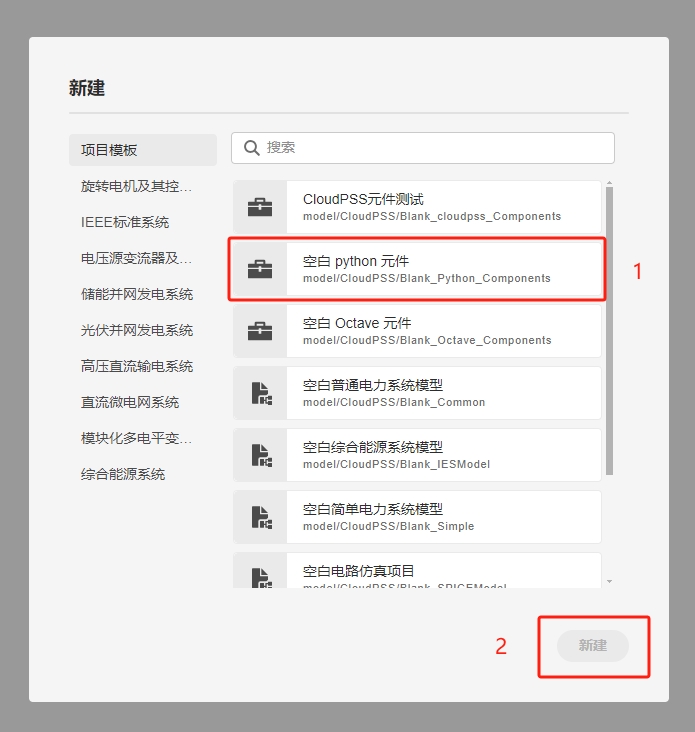 新建
项目模板
旋转电机及其控...
IEEE标准系统
电压源变流器及...
储能并网发电系统
光伏并网发电系统
高压直流输电系统
直流微电网系统
模块化多电平变...
综合能源系统
搜索
CloudPSS元件测试
model/CloudPSS/Blank_cloudpss_Components
空白 python 元件
model/CloudPSS/Blank_Python_Components
1
空白 Octave 元件
model/CloudPSS/Blank_Octave_Components
空白普通电力系统模型
model/CloudPSS/Blank_Common
空白综合能源系统模型
model/CloudPSS/Blank_IESModel
空白简单电力系统模型
model/CloudPSS/Blank_Simple
空白电路仿真项目
model/CloudPSS/Blank_SPICEModel
2
新建